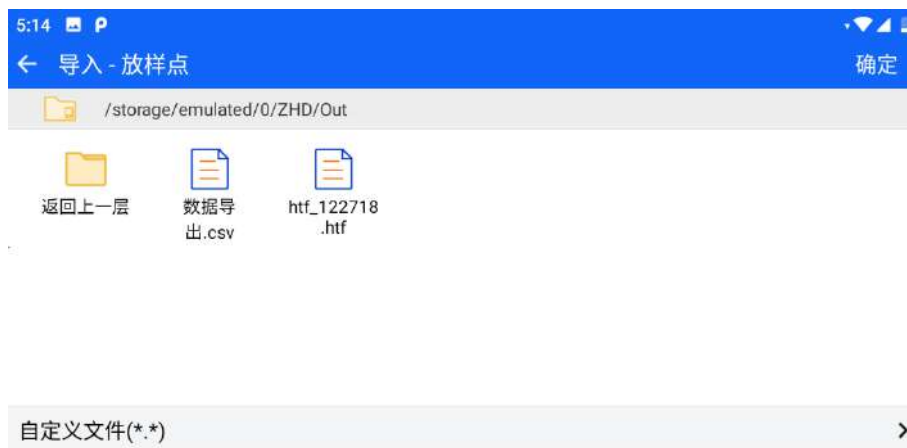 5:14
导入 - 放样点
确定
/storage/emulated/0/ZHD/Out
返回上一层
数据导
出.csv
htf_122718
.htf
自定义文件(*.*)